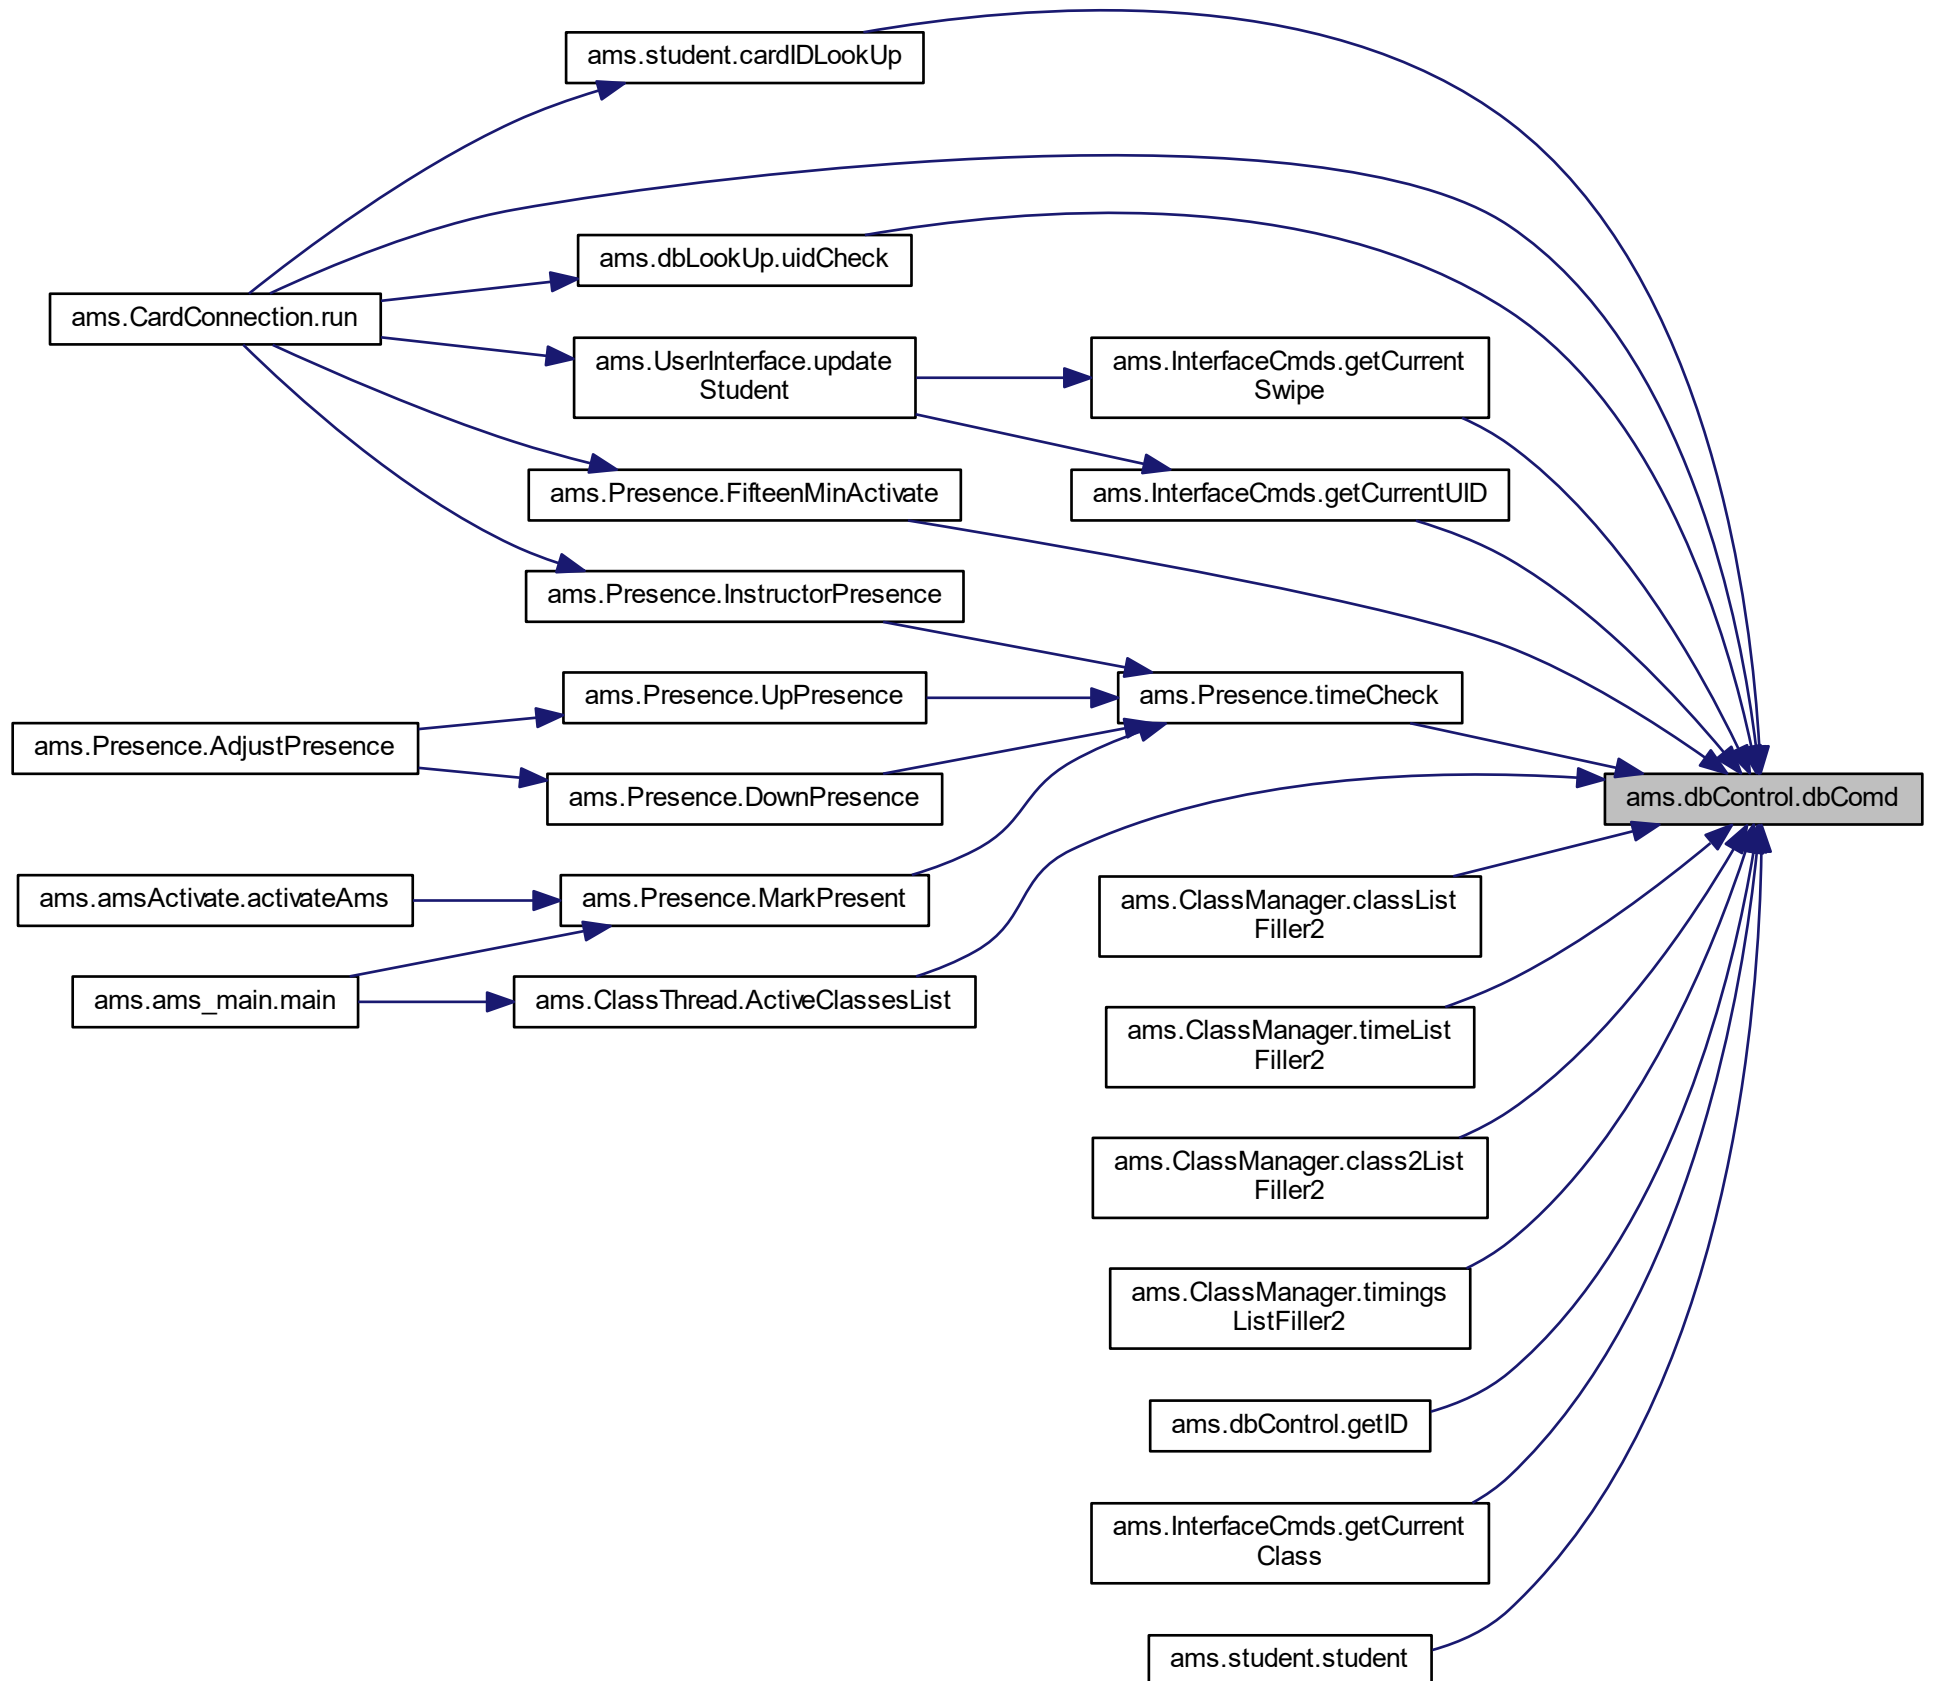 ams.student.cardIDLookUp
ams.dbLookUp.uidCheck
ams.CardConnection.run
ams.UserInterface.update
Student
ams.InterfaceCmds.getCurrent
Swipe
ams.Presence.FifteenMinActivate
ams.InterfaceCmds.getCurrentUID
ams.Presence.InstructorPresence
ams.Presence.UpPresence
ams.Presence.timeCheck
ams.Presence.AdjustPresence
ams.Presence.DownPresence
ams.dbControl.dbComd
ams.amsActivate.activateAms
ams.Presence.MarkPresent
ams.ClassManager.classList
Filler2
ams.ams_main.main
ams.ClassThread.ActiveClassesList
ams.ClassManager.timeList
Filler2
ams.ClassManager.class2List
Filler2
ams.ClassManager.timings
ListFiller2
ams.dbControl.getID
ams.InterfaceCmds.getCurrent
Class
ams.student.student